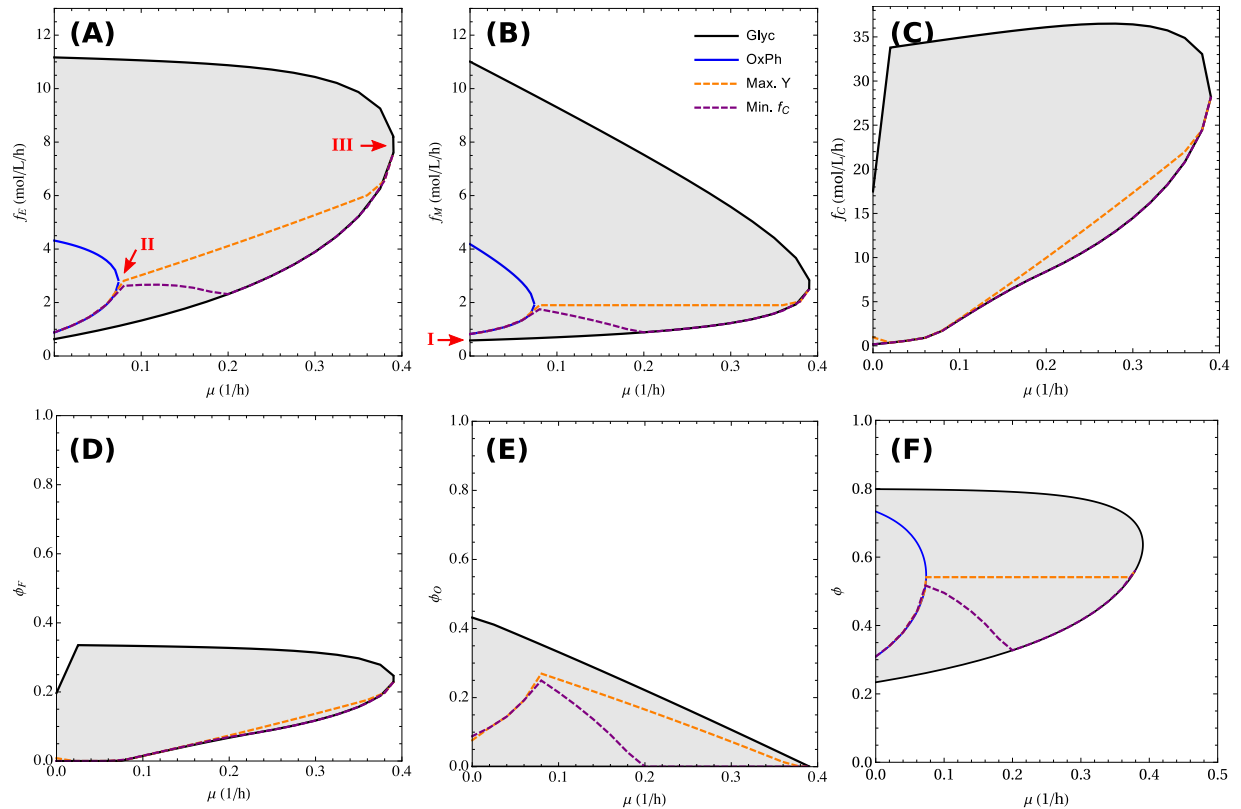 (A)
(B)
(C)
(D)
(E)
(F)
Glyc
OxPh
Max. Y
Min. f_C
I
II
III
f_E (mol/L/h)
12
10
8
6
4
2
0
0.1
0.2
0.3
0.4
μ (1/h)
f_M (mol/L/h)
12
10
8
6
4
2
0
0.0
0.1
0.2
0.3
0.4
μ (1/h)
f_C (mol/L/h)
35
30
25
20
15
10
5
0
0.0
0.1
0.2
0.3
0.4
μ (1/h)
ϕ_F
1.0
0.8
0.6
0.4
0.2
0.0
0.0
0.1
0.2
0.3
0.4
μ (1/h)
ϕ_O
1.0
0.8
0.6
0.4
0.2
0.0
0.0
0.1
0.2
0.3
0.4
μ (1/h)
ϕ
1.0
0.8
0.6
0.4
0.2
0.0
0.0
0.1
0.2
0.3
0.4
0.5
μ (1/h)